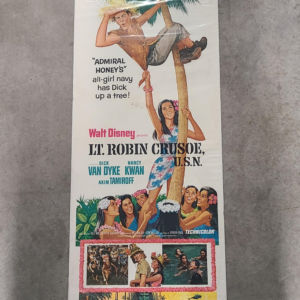 "ADMIRAL
HONEY'S"
all-girl navy
has Dick
up a tree!
Walt Disney
LT. ROBIN CRUSOE,
U.S.N.
DICK NANCY
VAN DYKE KWAN
AKIM TAMIROFF
TECHNICOLOR